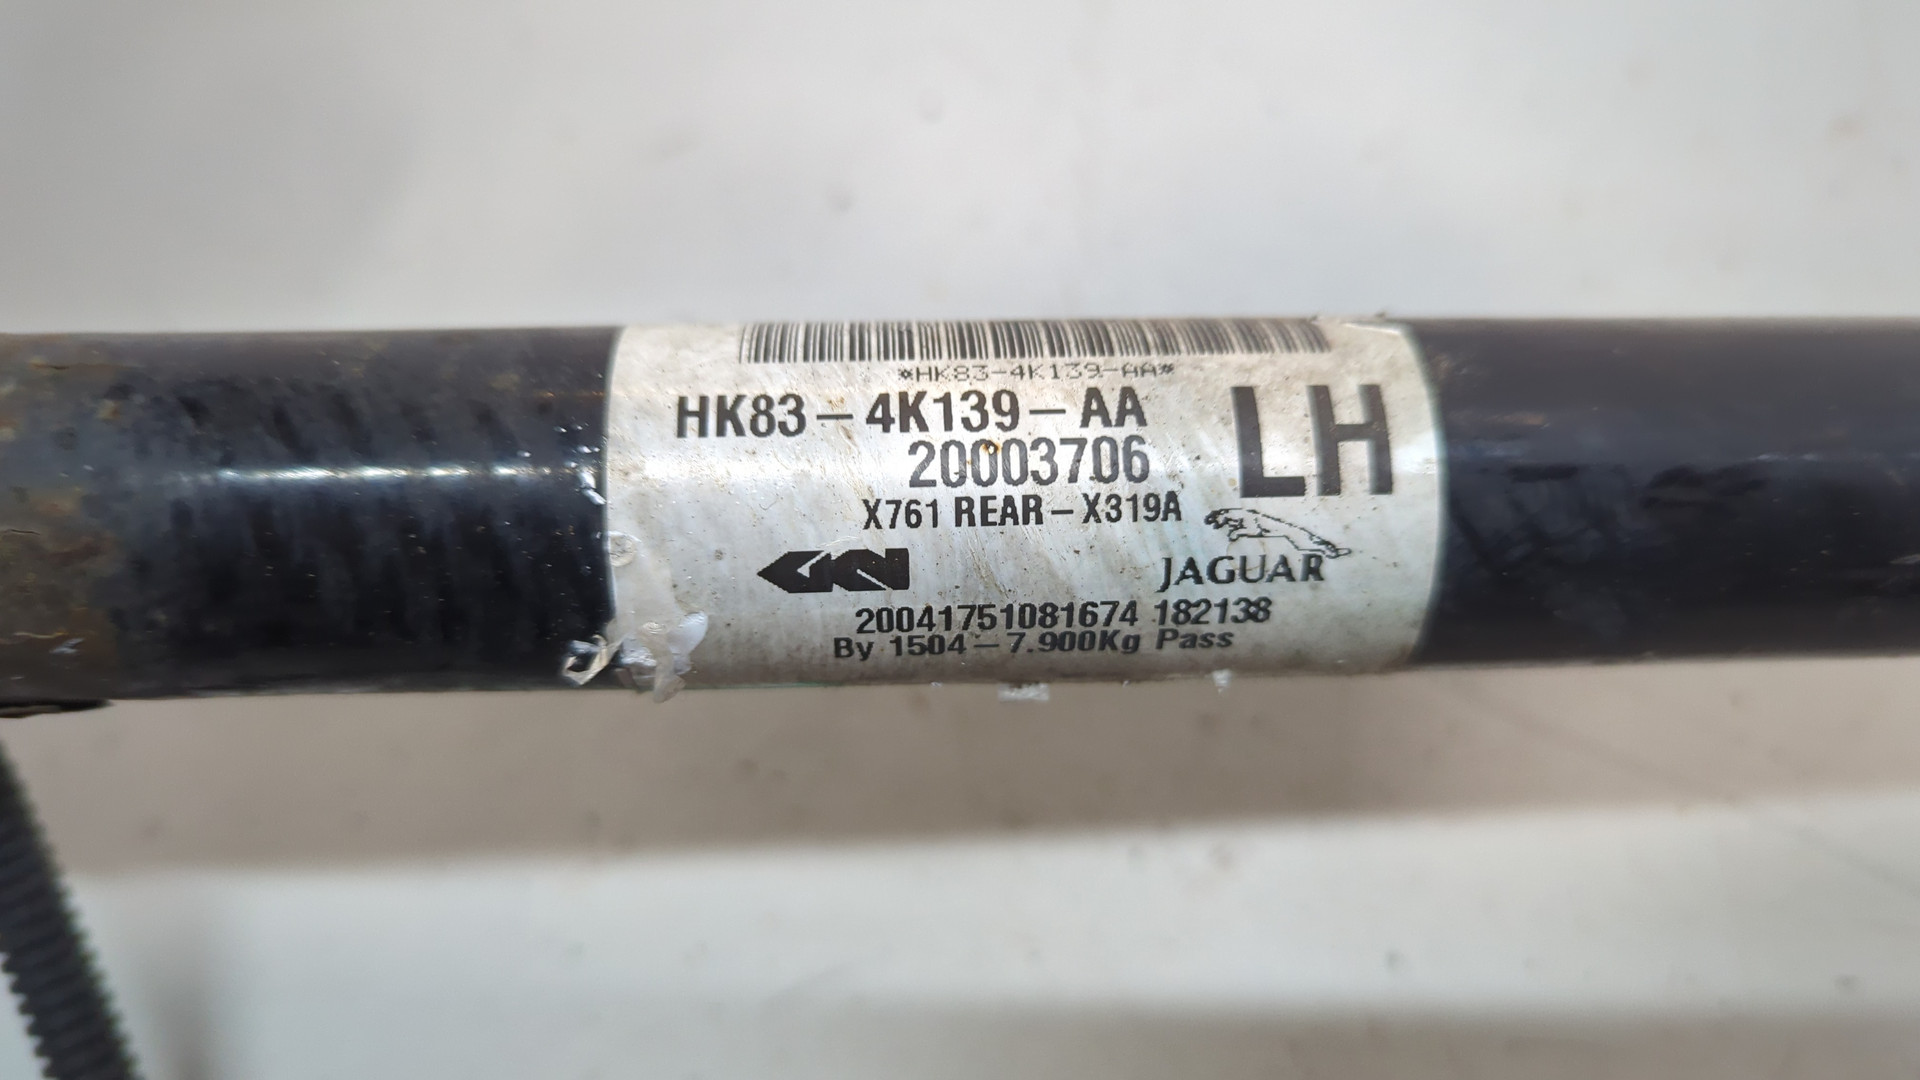 *HK83-4K139-AA*
HK83-4K139-AA
LH
20003706
X761 REAR-X319A
GKN
JAGUAR
20041751081674 182138
By 1504-7.900Kg Pass